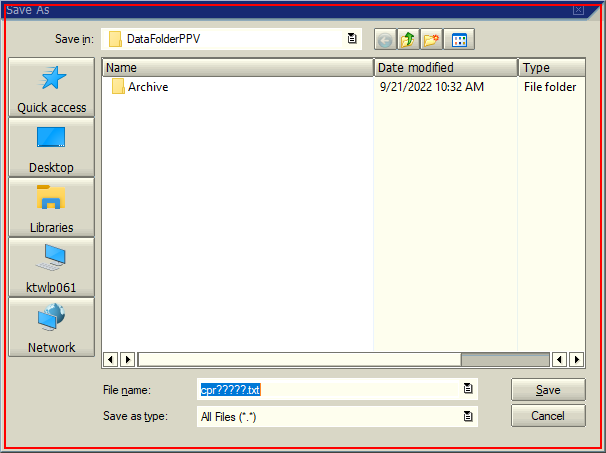 Save As
Save in: DataFolderPPV
Name Date modified Type
Archive 9/21/2022 10:32 AM File folder
Quick access
Desktop
Libraries
ktwlp061
Network
File name: cpr?????.txt Save
Save as type: All Files (*.*) Cancel